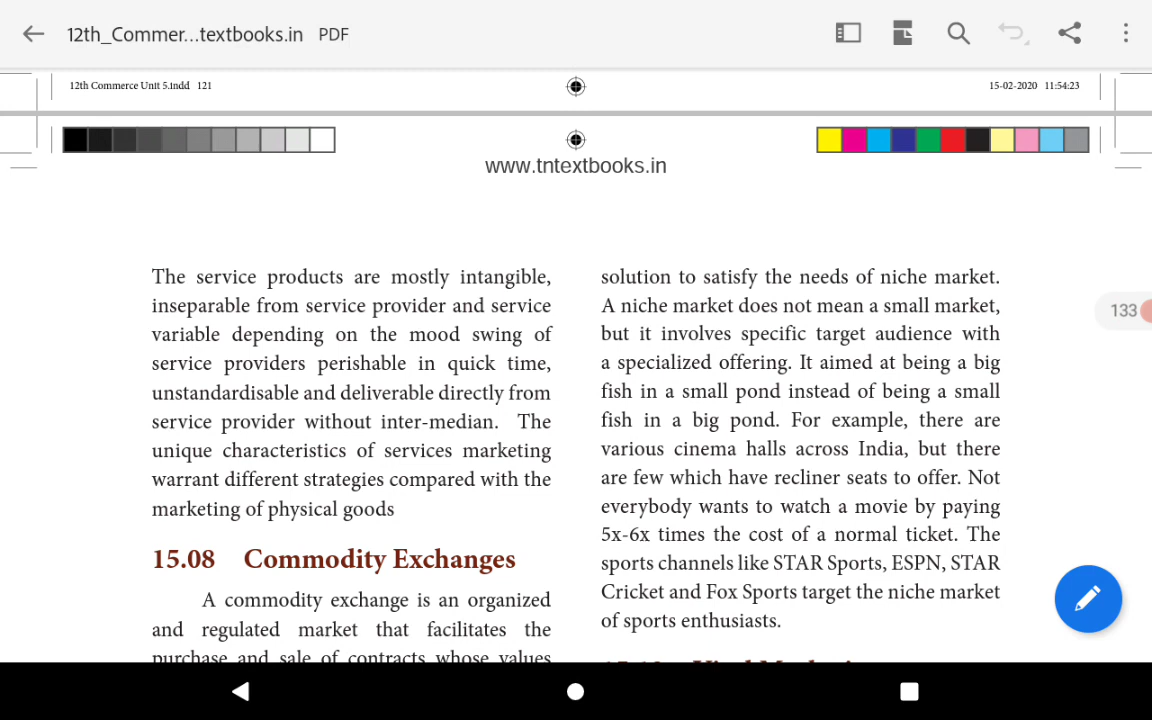 12th_Commer...textbooks.in PDF
12th Commerce Unit 5.indd 121
15-02-2020 11:54:23
www.tntextbooks.in
133
The service products are mostly intangible,
inseparable from service provider and service
variable depending on the mood swing of
service providers perishable in quick time,
unstandardisable and deliverable directly from
service provider without inter-median. The
unique characteristics of services marketing
warrant different strategies compared with the
marketing of physical goods
15.08 Commodity Exchanges
A commodity exchange is an organized
and regulated market that facilitates the
purchase and sale of contracts whose values
solution to satisfy the needs of niche market.
A niche market does not mean a small market,
but it involves specific target audience with
a specialized offering. It aimed at being a big
fish in a small pond instead of being a small
fish in a big pond. For example, there are
various cinema halls across India, but there
are few which have recliner seats to offer. Not
everybody wants to watch a movie by paying
5x-6x times the cost of a normal ticket. The
sports channels like STAR Sports, ESPN, STAR
Cricket and Fox Sports target the niche market
of sports enthusiasts.